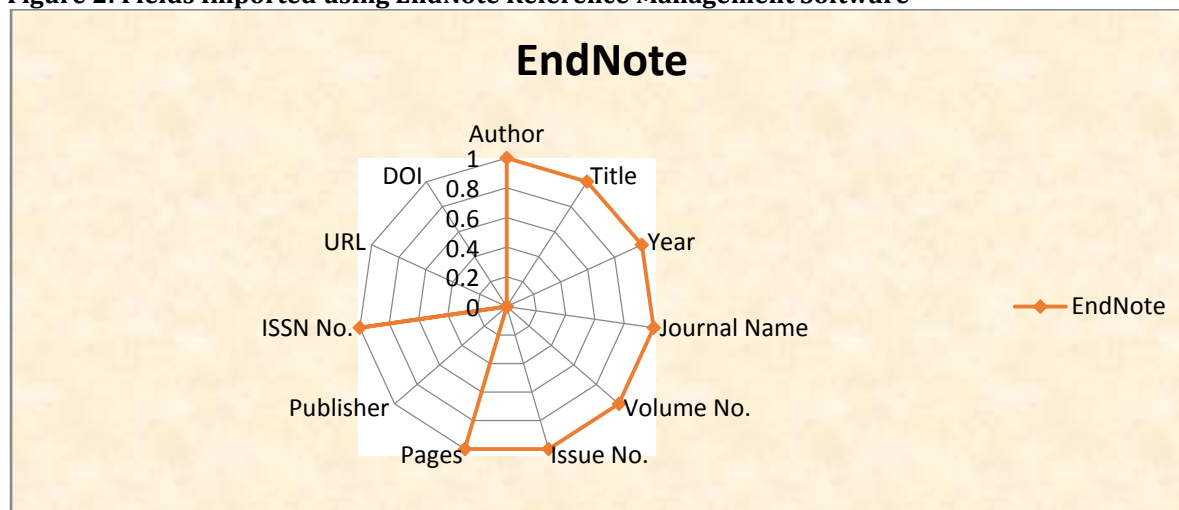 Figure 2: Fields Imported using EndNote Reference Management Software
EndNote
Author
1
DOI
Title
0.8
0.6
URL
Year
0.4
0.2
0
ISSN No.
Journal Name
EndNote
Publisher
Volume No.
Pages
Issue No.